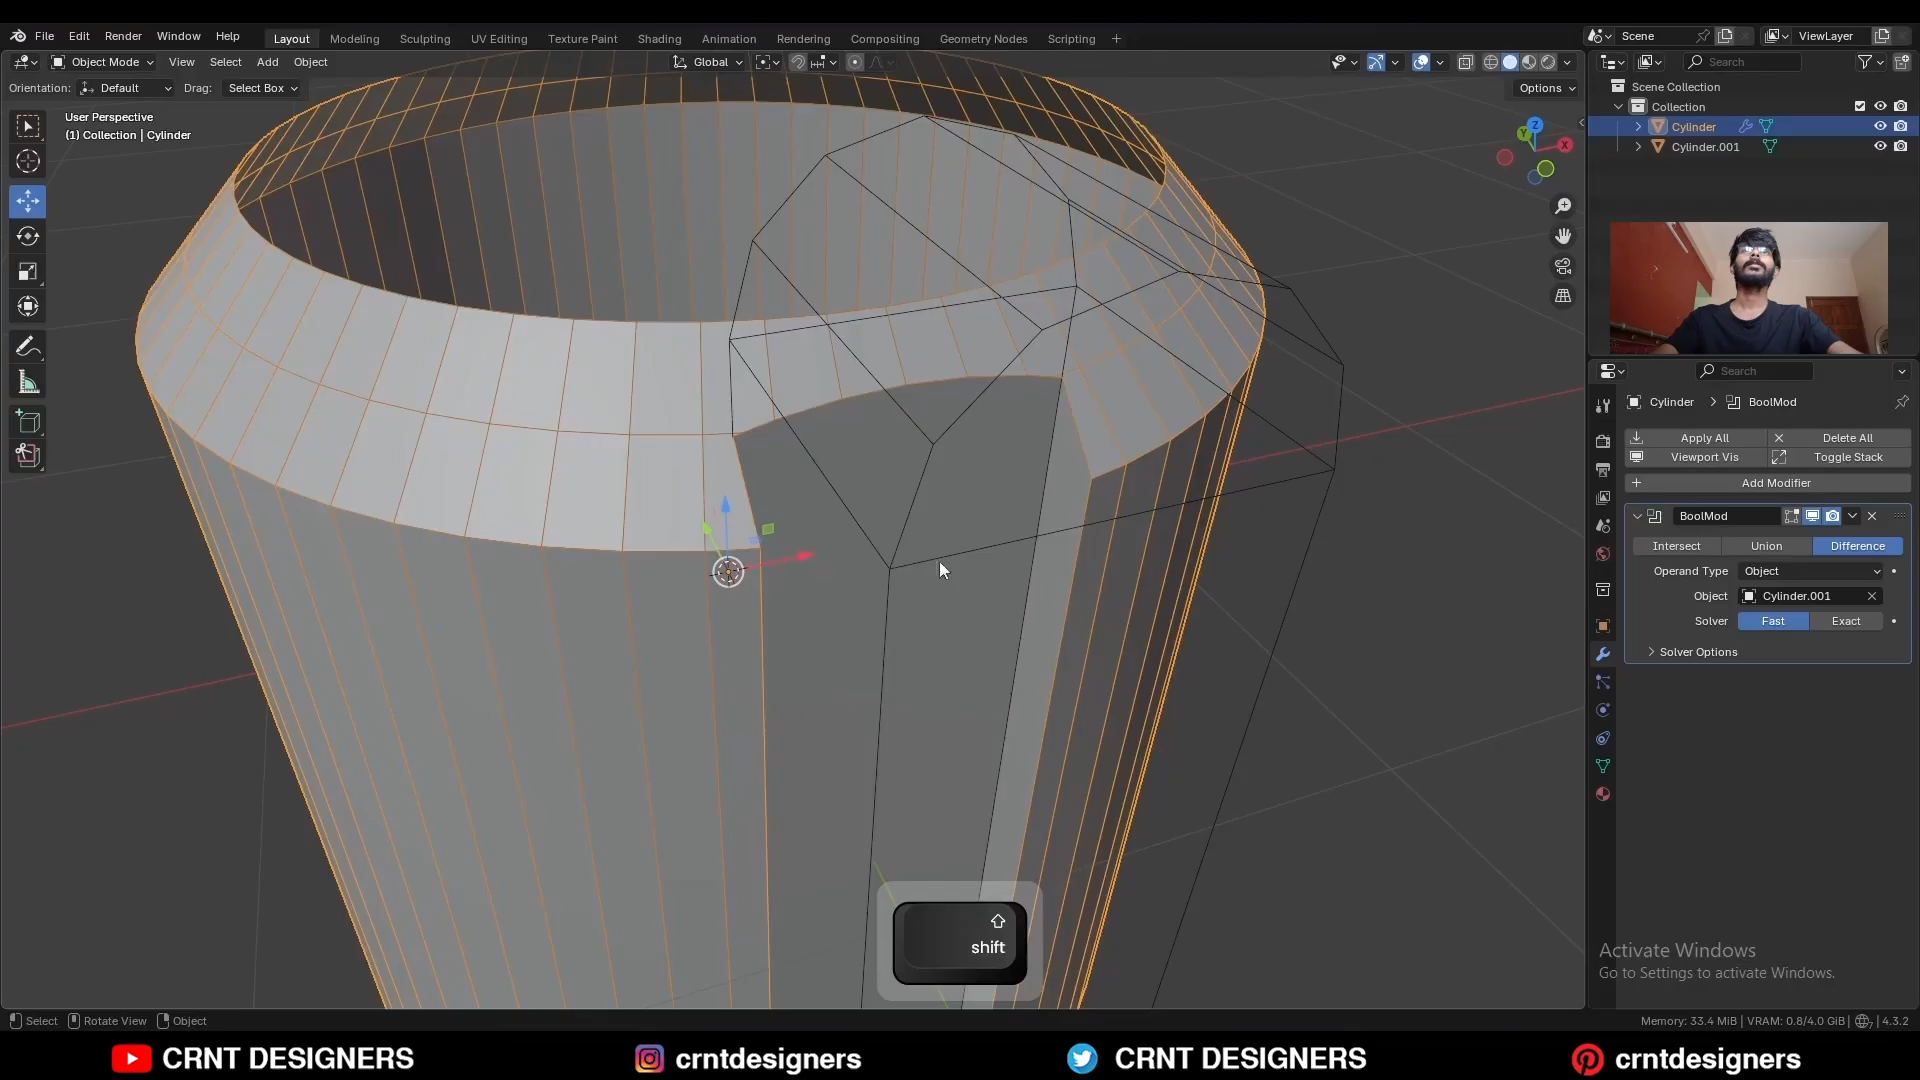 File Edit Render Window Help
Layout Modeling Sculpting UV Editing Texture Paint Shading Animation Rendering Compositing Geometry Nodes Scripting +
Scene
ViewLayer
Object Mode View Select Add Object
Global
Search
Orientation: Default Drag: Select Box
Options
User Perspective
(1) Collection | Cylinder
Scene Collection
Collection
Cylinder
Cylinder.001
Z
Y
X
Search
Cylinder > BoolMod
Apply All Delete All
Viewport Vis Toggle Stack
Add Modifier
BoolMod
Intersect Union Difference
Operand Type Object
Object Cylinder.001
Solver Fast Exact
Solver Options
shift
Activate Windows
Go to Settings to activate Windows.
Select Rotate View Object
Memory: 33.4 MiB | VRAM: 0.8/4.0 GiB | 7 | 4.3.2
CRNT DESIGNERS crntdesigners CRNT DESIGNERS crntdesigners